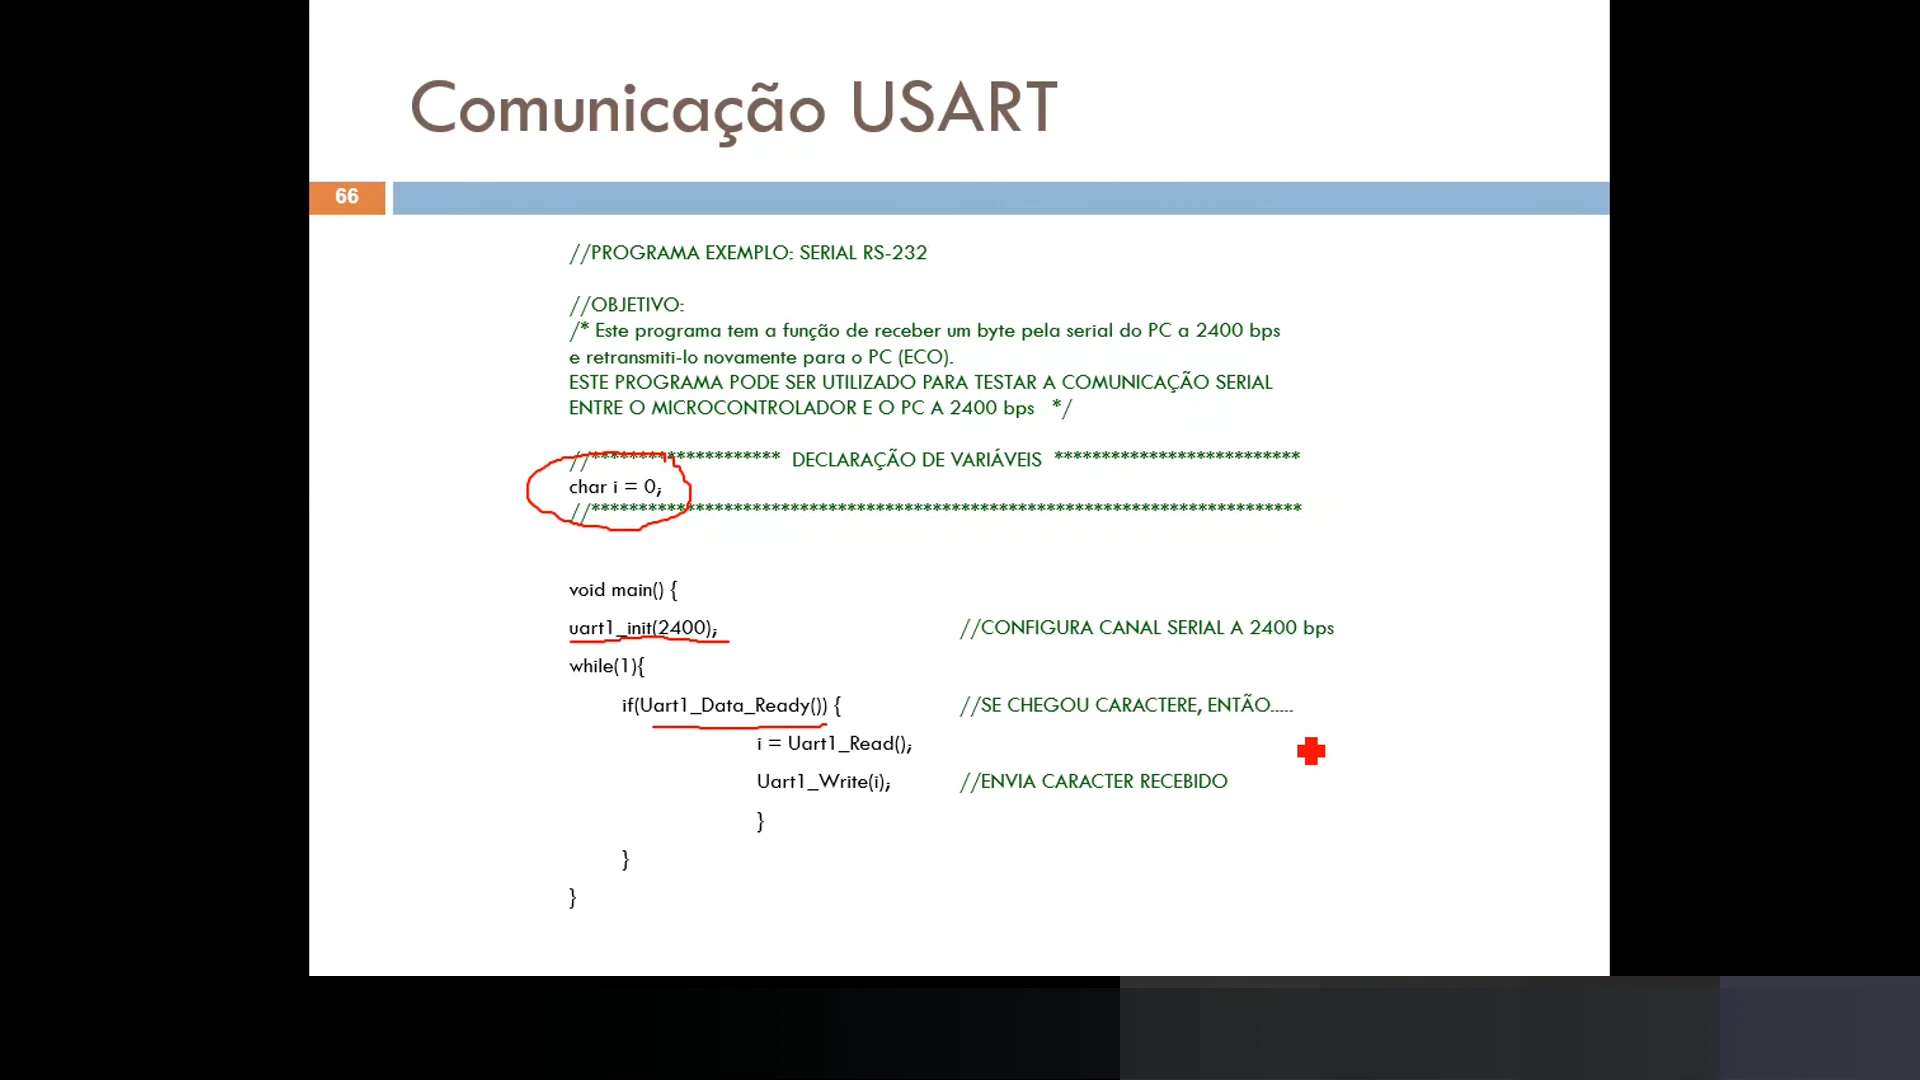 Comunicação USART
66
//PROGRAMA EXEMPLO: SERIAL RS-232
//OBJETIVO:
/* Este programa tem a função de receber um byte pela serial do PC a 2400 bps
e retransmiti-lo novamente para o PC (ECO).
ESTE PROGRAMA PODE SER UTILIZADO PARA TESTAR A COMUNICAÇÃO SERIAL
ENTRE O MICROCONTROLADOR E O PC A 2400 bps */
//******************** DECLARAÇÃO DE VARIÁVEIS **************************
char i = 0;
//***************************************************************************
void main() {
uart1_init(2400); //CONFIGURA CANAL SERIAL A 2400 bps
while(1){
if(Uart1_Data_Ready()) { //SE CHEGOU CARACTERE, ENTÃO.....
i = Uart1_Read();
Uart1_Write(i); //ENVIA CARACTER RECEBIDO
}
}
}